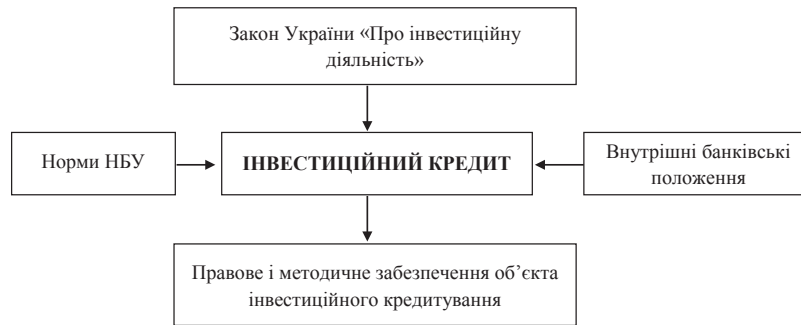 Закон України «Про інвестиційну
діяльність»
Норми НБУ
ІНВЕСТИЦІЙНИЙ КРЕДИТ
Внутрішні банківські
положення
Правове і методичне забезпечення об’єкта
інвестиційного кредитування